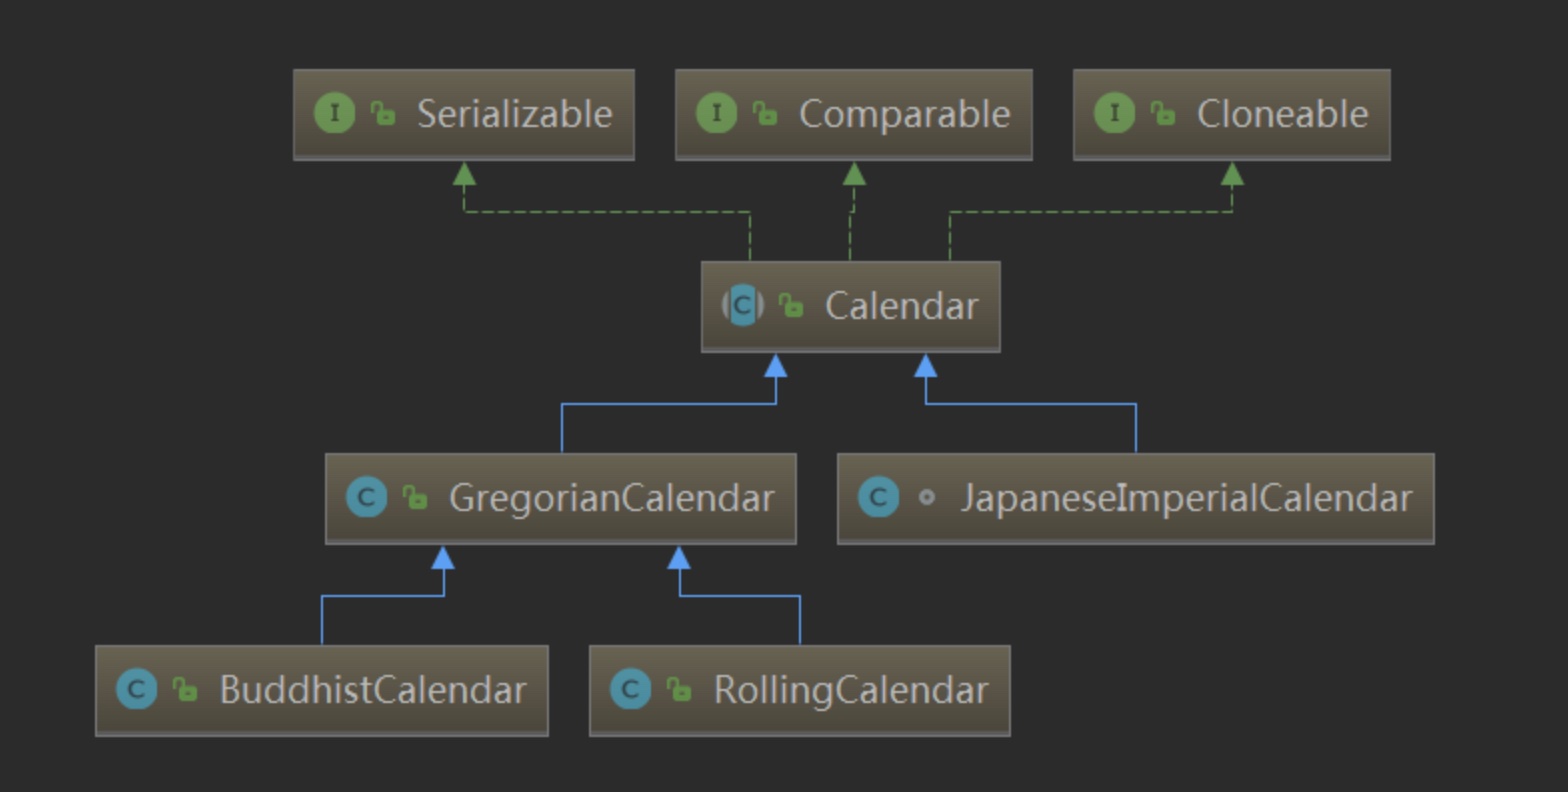 I Serializable
I Comparable
I Cloneable
C Calendar
C GregorianCalendar
C JapaneseImperialCalendar
C BuddhistCalendar
C RollingCalendar